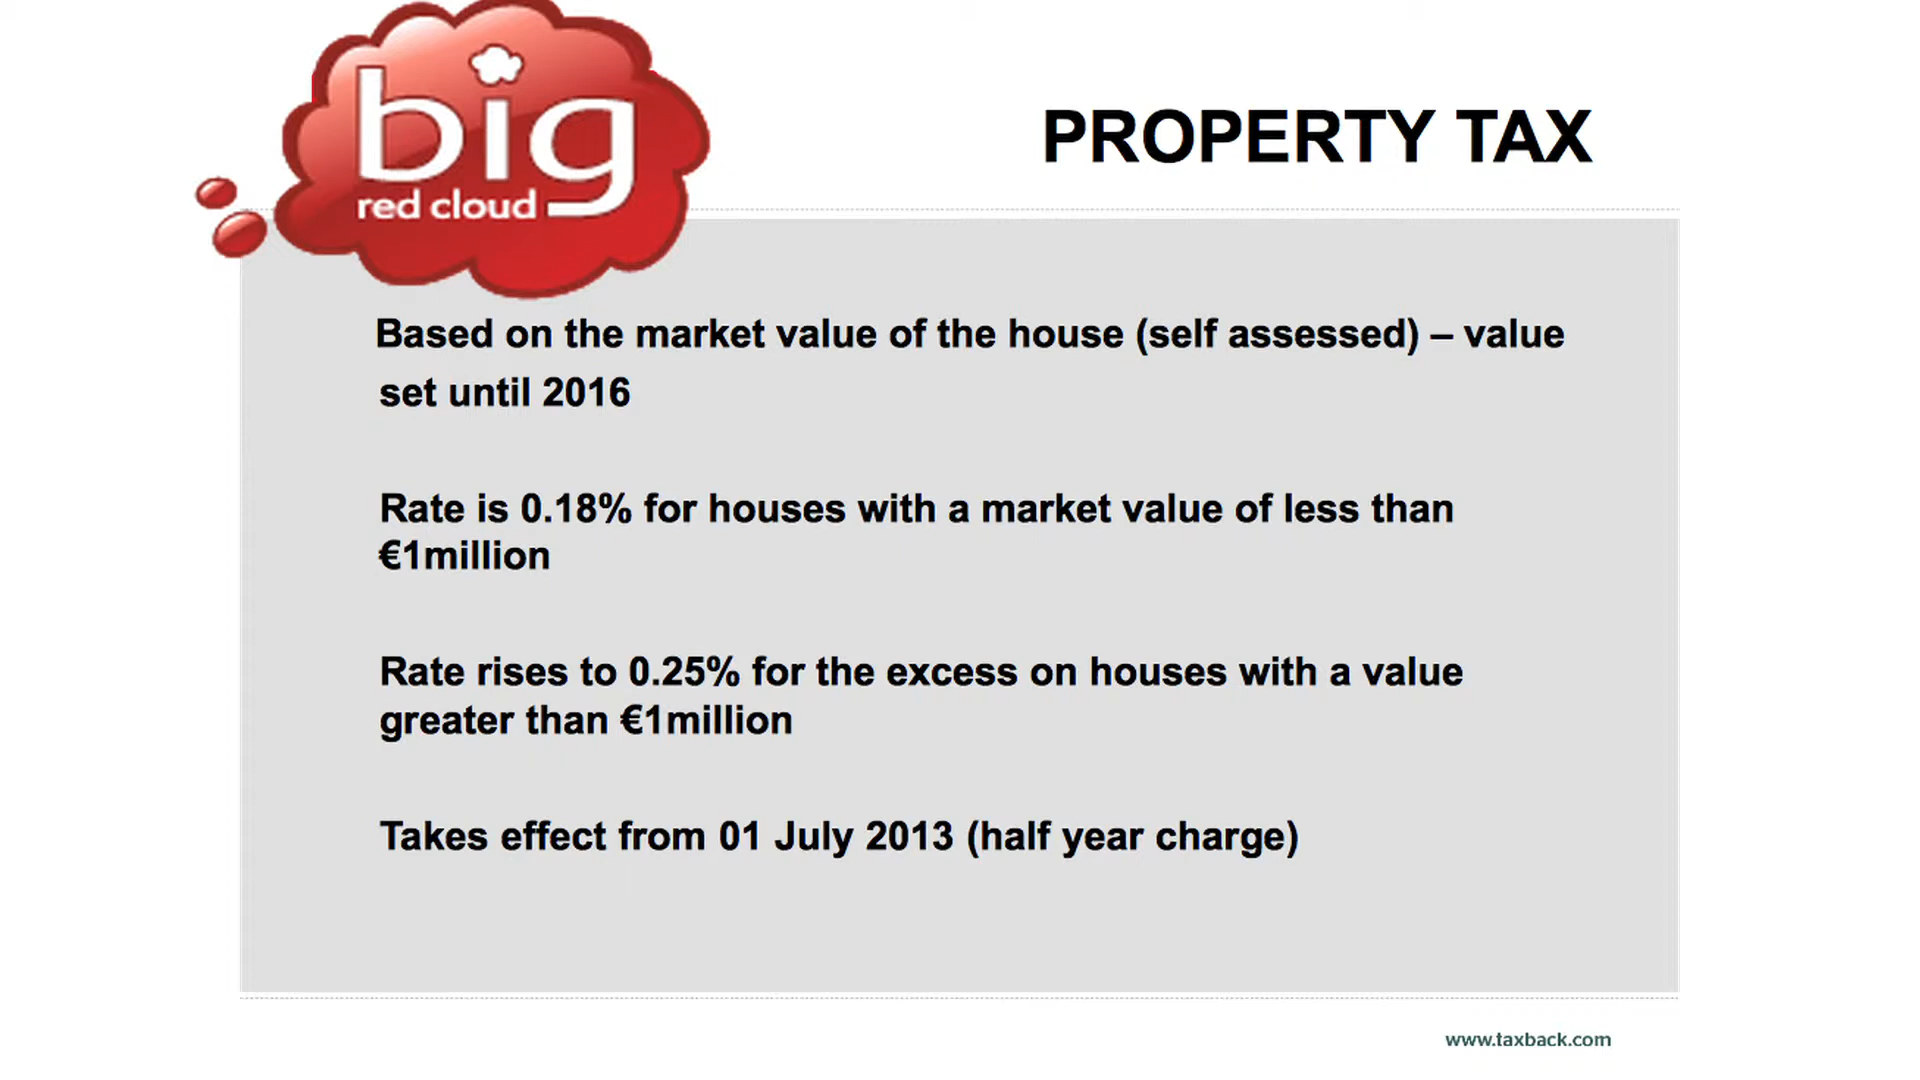 big
red cloud
PROPERTY TAX
Based on the market value of the house (self assessed) – value
set until 2016
Rate is 0.18% for houses with a market value of less than
€1million
Rate rises to 0.25% for the excess on houses with a value
greater than €1million
Takes effect from 01 July 2013 (half year charge)
www.taxback.com